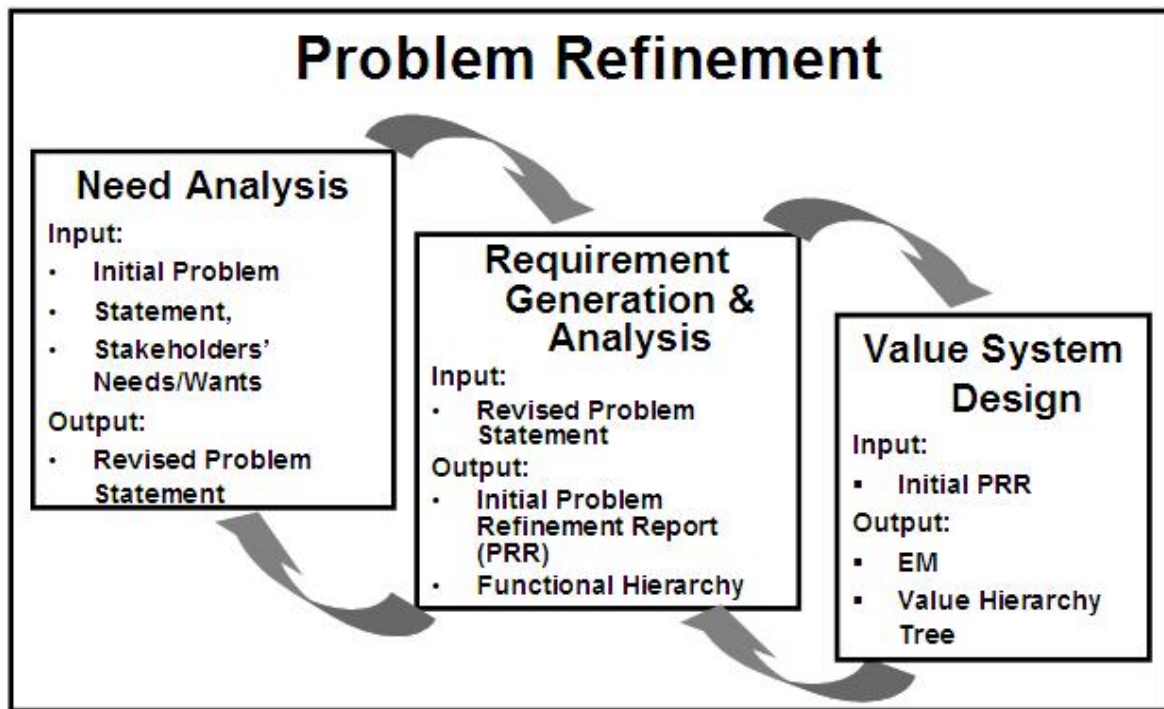 Problem Refinement
Need Analysis
Input:
• Initial Problem
• Statement,
• Stakeholders'
Needs/Wants
Output:
• Revised Problem
Statement
Requirement
Generation &
Analysis
Input:
• Revised Problem
Statement
Output:
• Initial Problem
Refinement Report
(PRR)
• Functional Hierarchy
Value System
Design
Input:
▪ Initial PRR
Output:
▪ EM
▪ Value Hierarchy
Tree